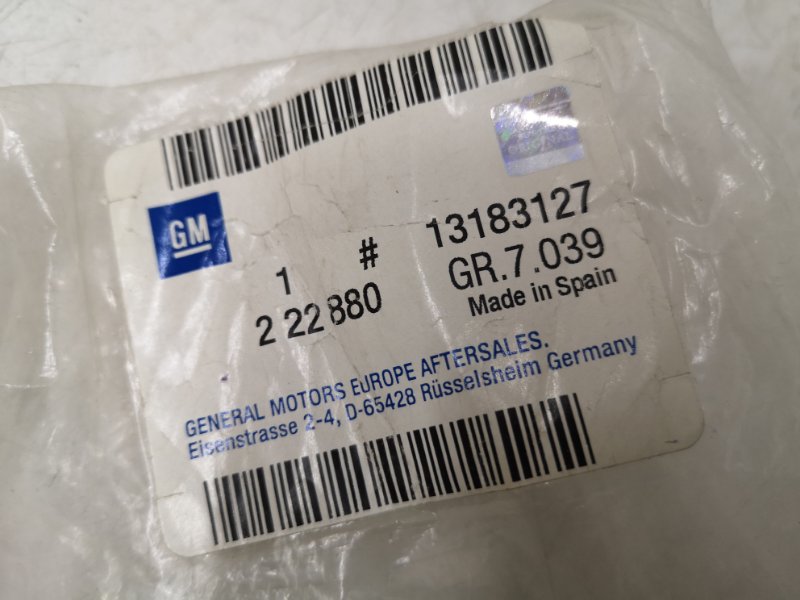 GM
1 # 13183127
2 22 880 GR.7.039
Made in Spain
GENERAL MOTORS EUROPE AFTERSALES.
Eisenstrasse 2-4, D-65428 Rüsselsheim Germany